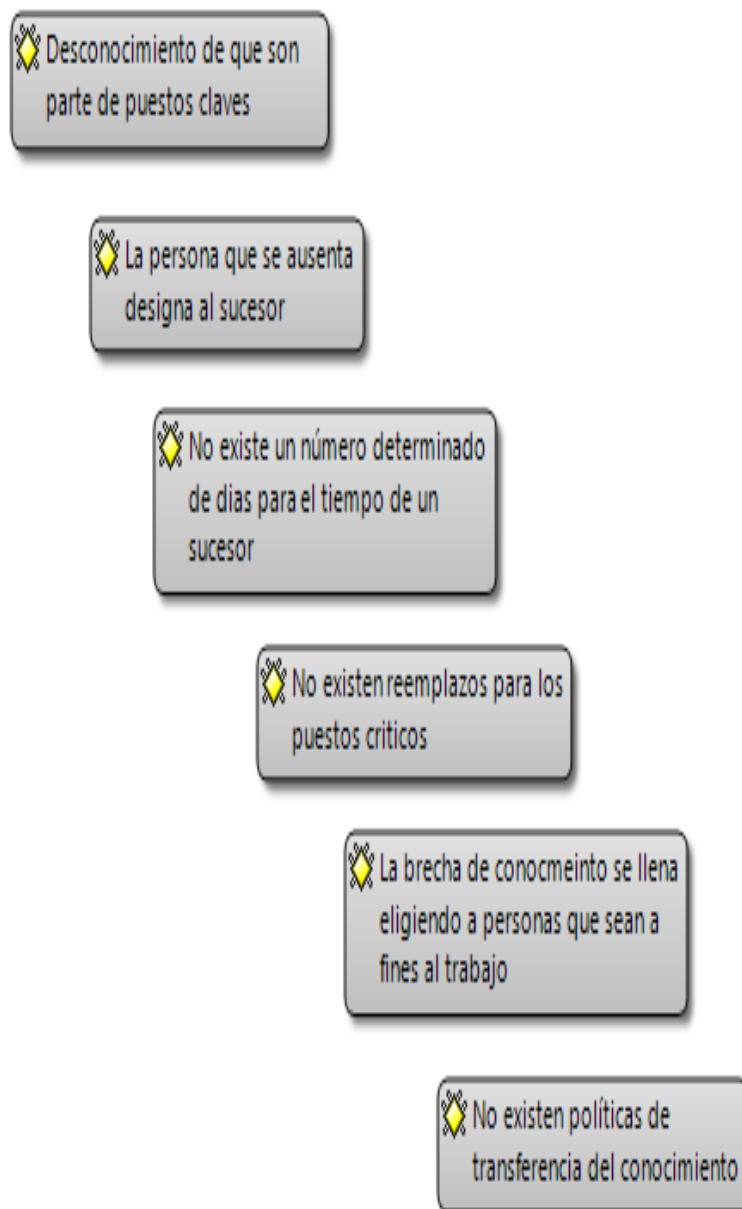 Desconocimiento de que son
parte de puestos claves
La persona que se ausenta
designa al sucesor
No existe un número determinado
de dias para el tiempo de un
sucesor
No existen reemplazos para los
puestos criticos
La brecha de conocmeinto se llena
eligiendo a personas que sean a
fines al trabajo
No existen políticas de
transferencia del conocimiento